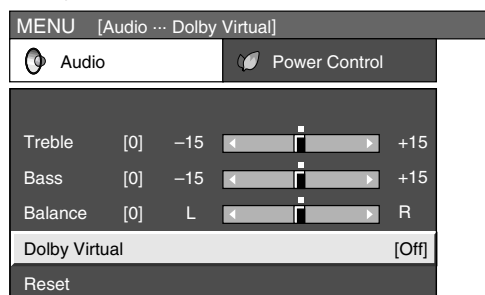 MENU [Audio ··· Dolby Virtual]
Audio Power Control
Treble [0] –15 +15
Bass [0] –15 +15
Balance [0] L R
Dolby Virtual [Off]
Reset